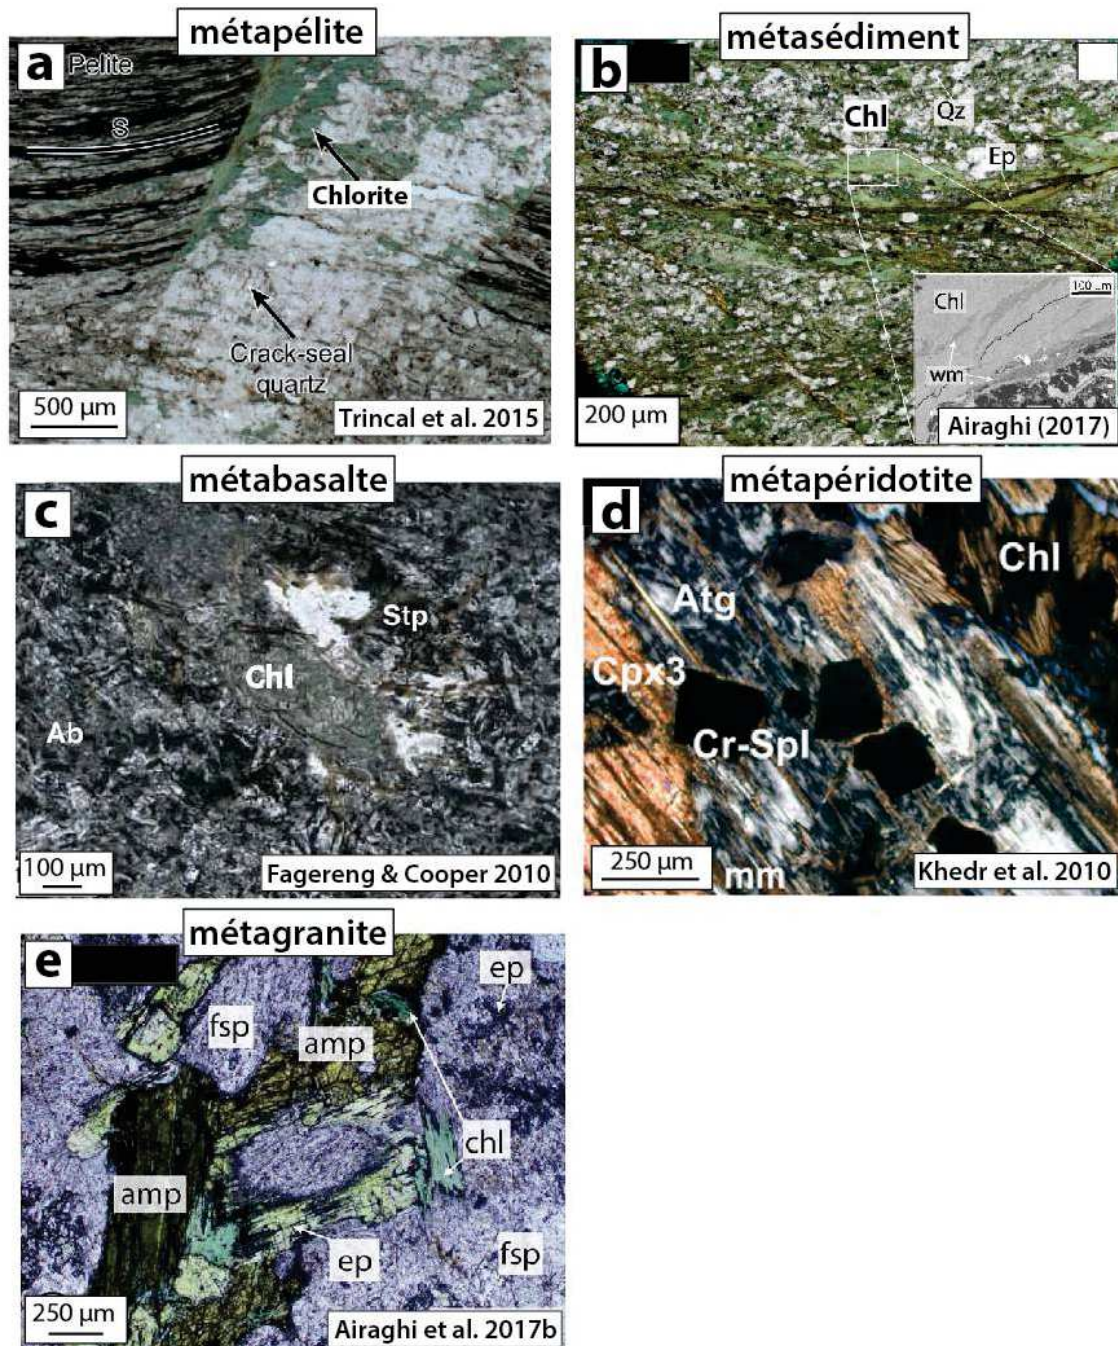 métapélite
a
Pelite
S
Chlorite
Crack-seal
quartz
500 µm
Trincal et al. 2015
métasédiment
b
Qz
Chl
Ep
100 µm
Chl
wm
200 µm
Airaghi (2017)
métabasalte
c
Stp
Chl
Ab
100 µm
Fagereng & Cooper 2010
métapéridotite
d
Chl
Atg
Cpx3
Cr-Spl
250 µm
mm
Khedr et al. 2010
métagranite
e
ep
fsp
amp
chl
amp
ep
fsp
250 µm
Airaghi et al. 2017b